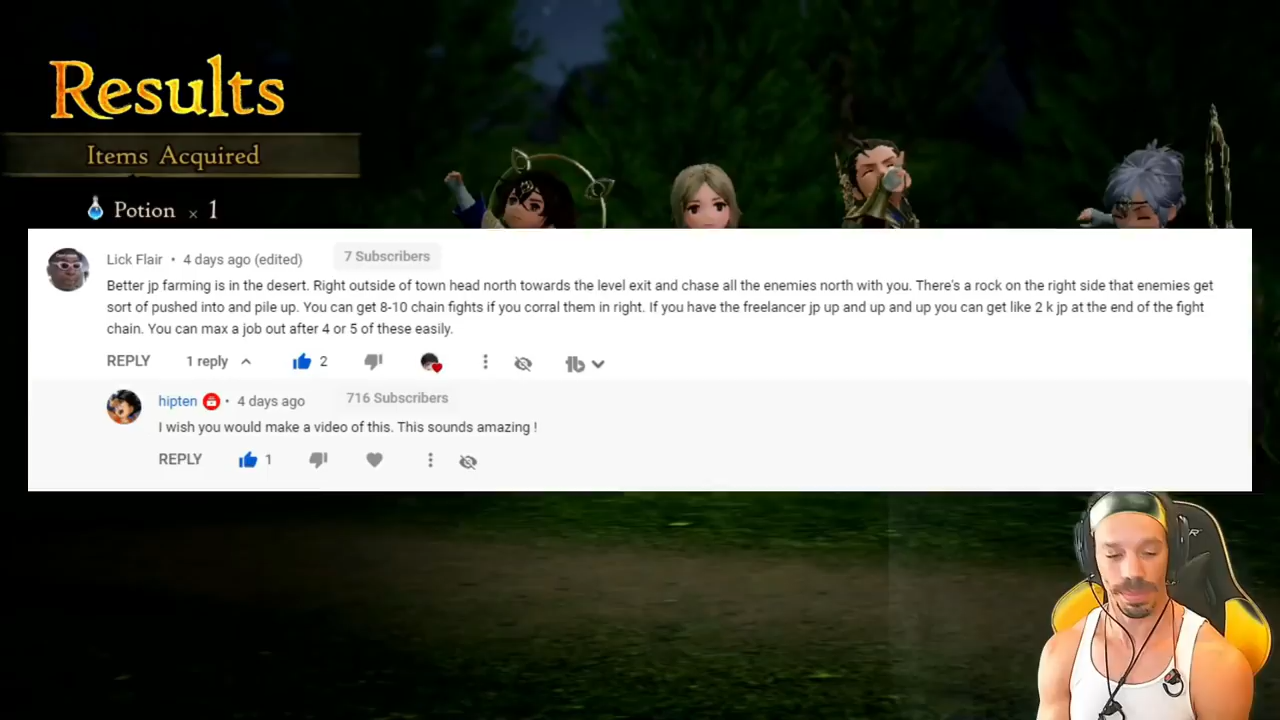 Results
Items Acquired
Potion × 1
Lick Flair • 4 days ago (edited) 7 Subscribers
Better jp farming is in the desert. Right outside of town head north towards the level exit and chase all the enemies north with you. There's a rock on the right side that enemies get
sort of pushed into and pile up. You can get 8-10 chain fights if you corral them in right. If you have the freelancer jp up and up and up you can get like 2 k jp at the end of the fight
chain. You can max a job out after 4 or 5 of these easily.
REPLY 1 reply 2
hipten • 4 days ago 716 Subscribers
I wish you would make a video of this. This sounds amazing !
REPLY 1